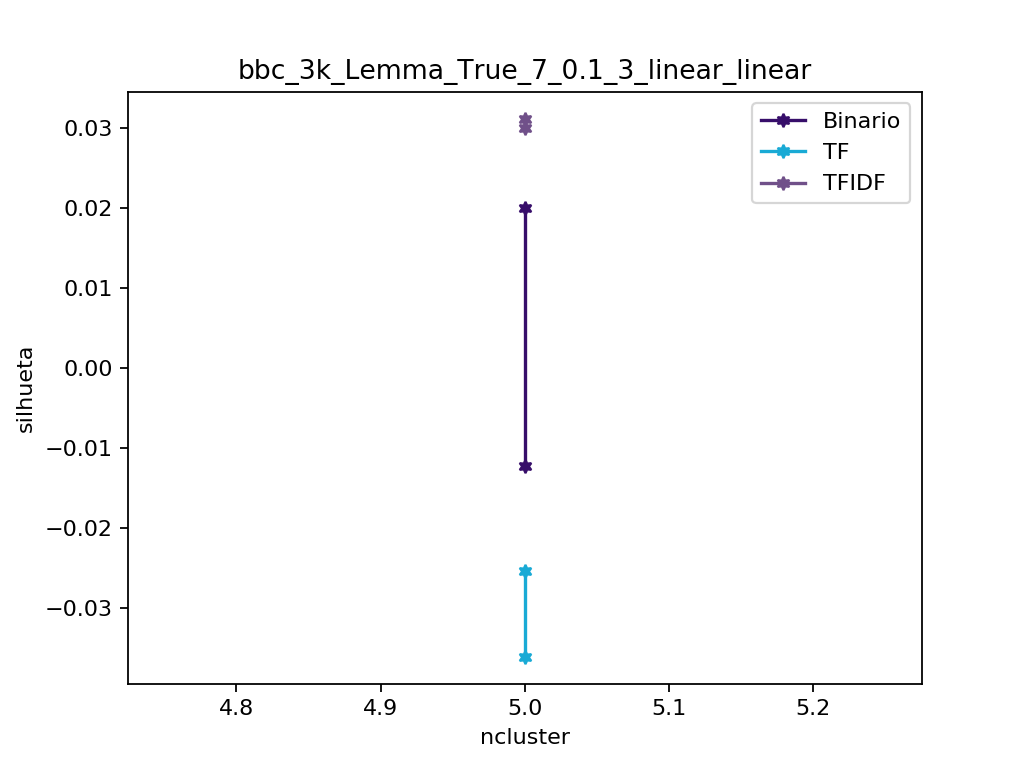 bbc_3k_Lemma_True_7_0.1_3_linear_linear
Binario
TF
TFIDF
silhueta
0.03
0.02
0.01
0.00
−0.01
−0.02
−0.03
4.8 4.9 5.0 5.1 5.2
ncluster